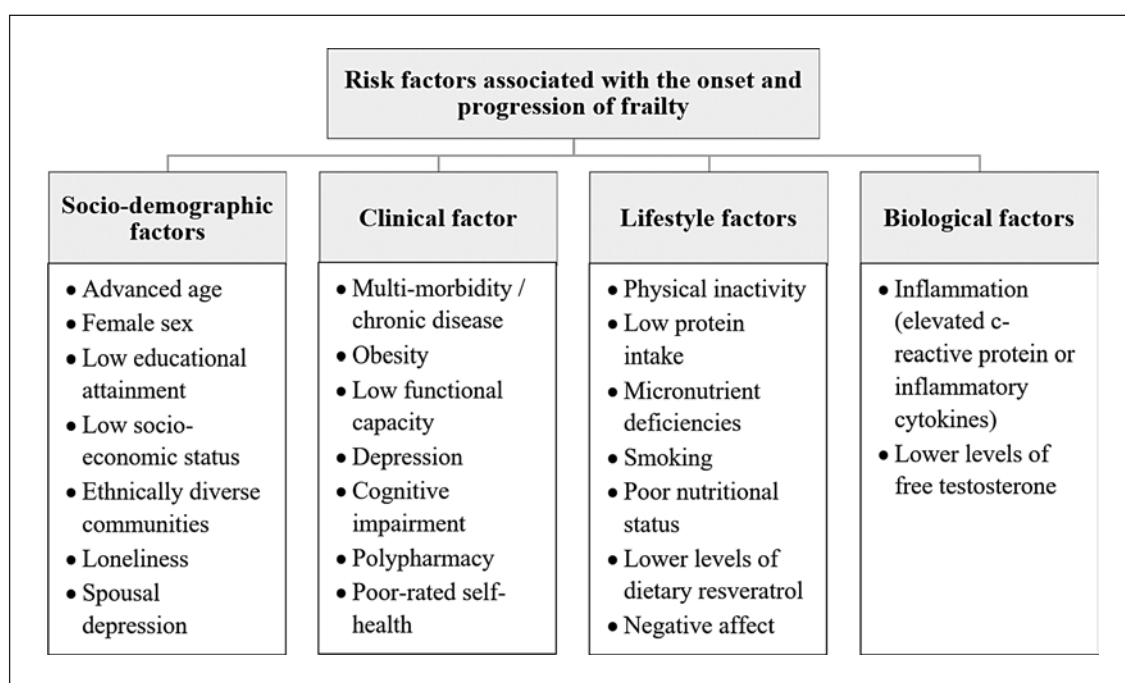 Risk factors associated with the onset and
progression of frailty
Socio-demographic
factors
• Advanced age
• Female sex
• Low educational
attainment
• Low socio-
economic status
• Ethnically diverse
communities
• Loneliness
• Spousal
depression
Clinical factor
• Multi-morbidity /
chronic disease
• Obesity
• Low functional
capacity
• Depression
• Cognitive
impairment
• Polypharmacy
• Poor-rated self-
health
Lifestyle factors
• Physical inactivity
• Low protein
intake
• Micronutrient
deficiencies
• Smoking
• Poor nutritional
status
• Lower levels of
dietary resveratrol
• Negative affect
Biological factors
• Inflammation
(elevated c-
reactive protein or
inflammatory
cytokines)
• Lower levels of
free testosterone